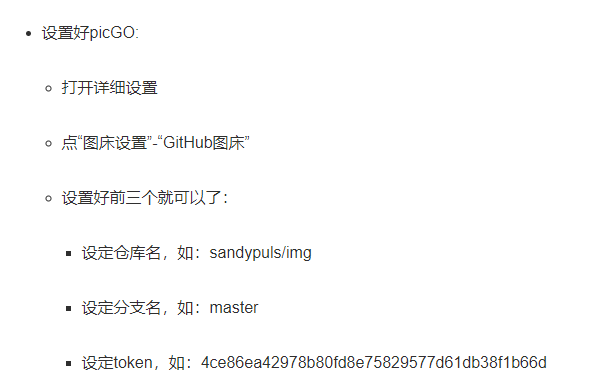 设置好picGO:
打开详细设置
点“图床设置”-“GitHub图床”
设置好前三个就可以了：
设定仓库名，如：sandypuls/img
设定分支名，如：master
设定token，如：4ce86ea42978b80fd8e75829577d61db38f1b66d